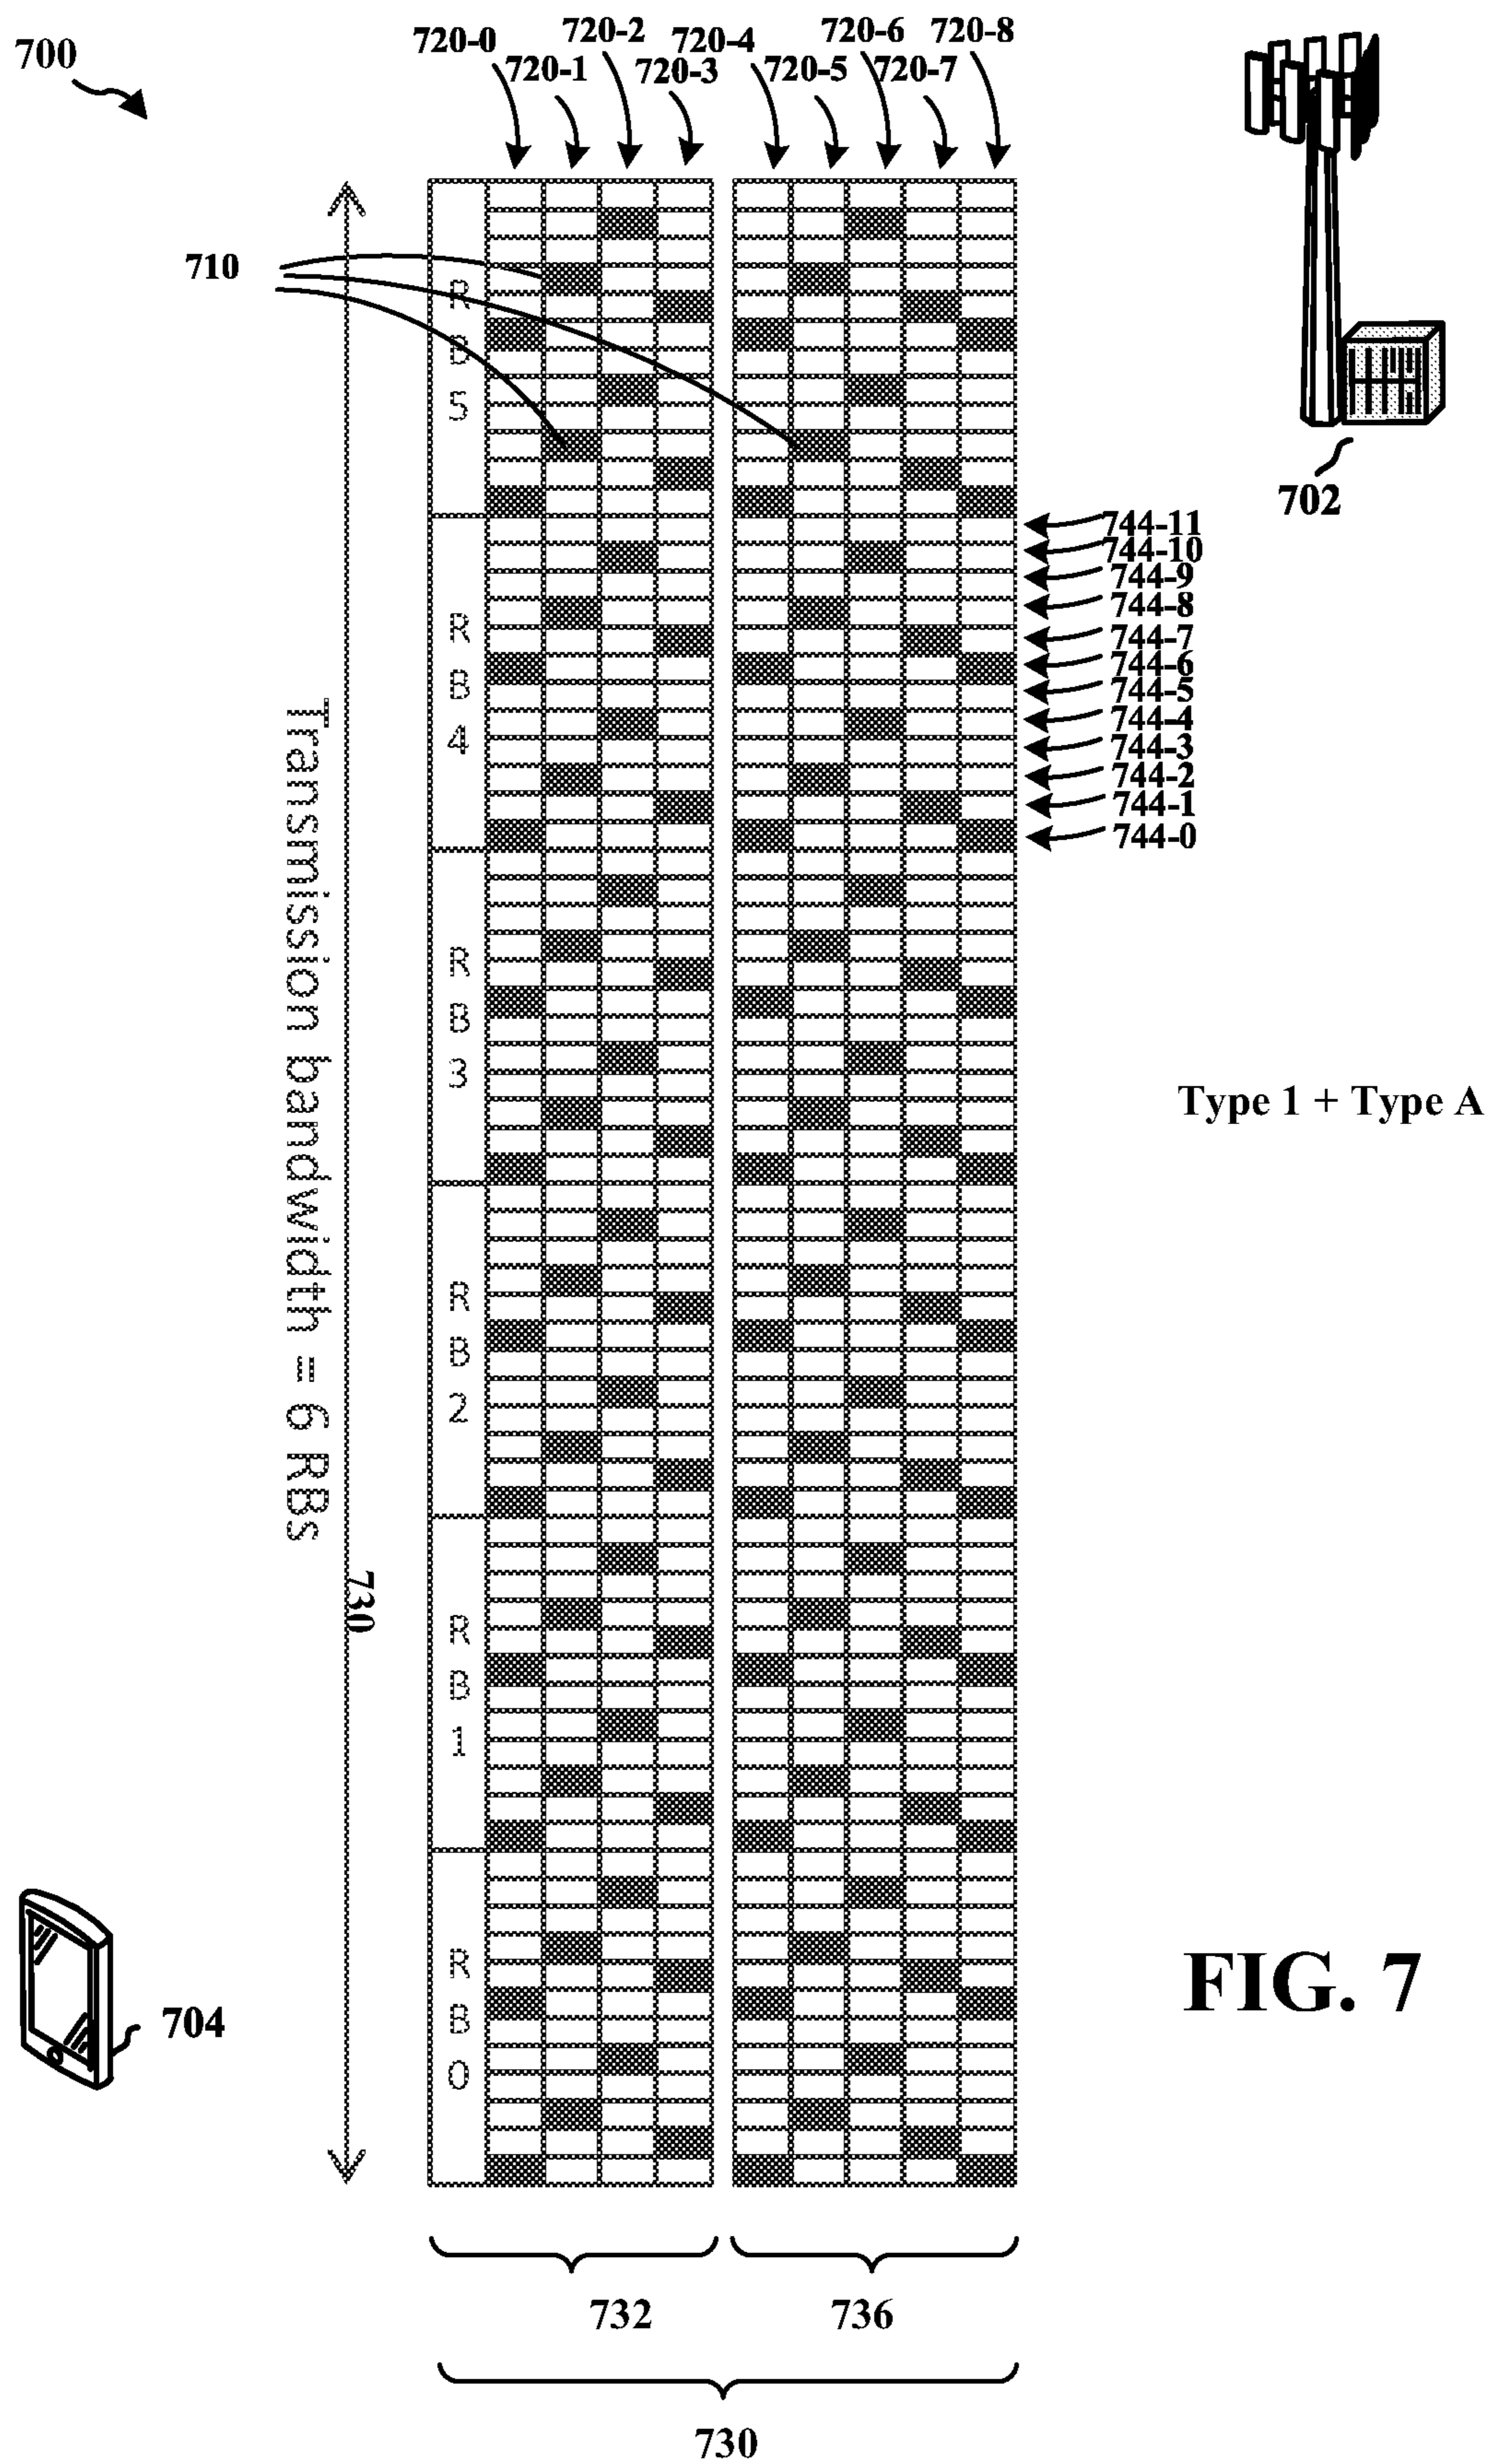 700
720-0
720-1
720-2
720-3
720-4
720-5
720-6
720-7
720-8
710
702
R
B
5
744-11
744-10
744-9
744-8
744-7
744-6
744-5
744-4
744-3
744-2
744-1
744-0
R
B
4
Transmission bandwidth = 6 RBs
730
R
B
3
Type 1 + Type A
R
B
2
R
B
1
R
B
0
704
FIG. 7
732
736
730